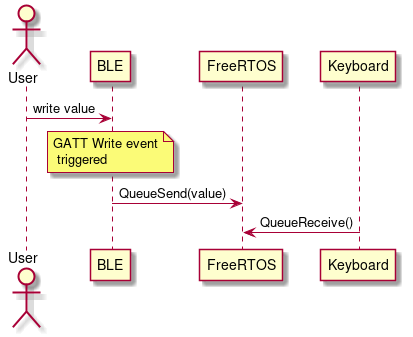 User
BLE
FreeRTOS
Keyboard
write value
GATT Write event
triggered
QueueSend(value)
QueueReceive()
User
BLE
FreeRTOS
Keyboard